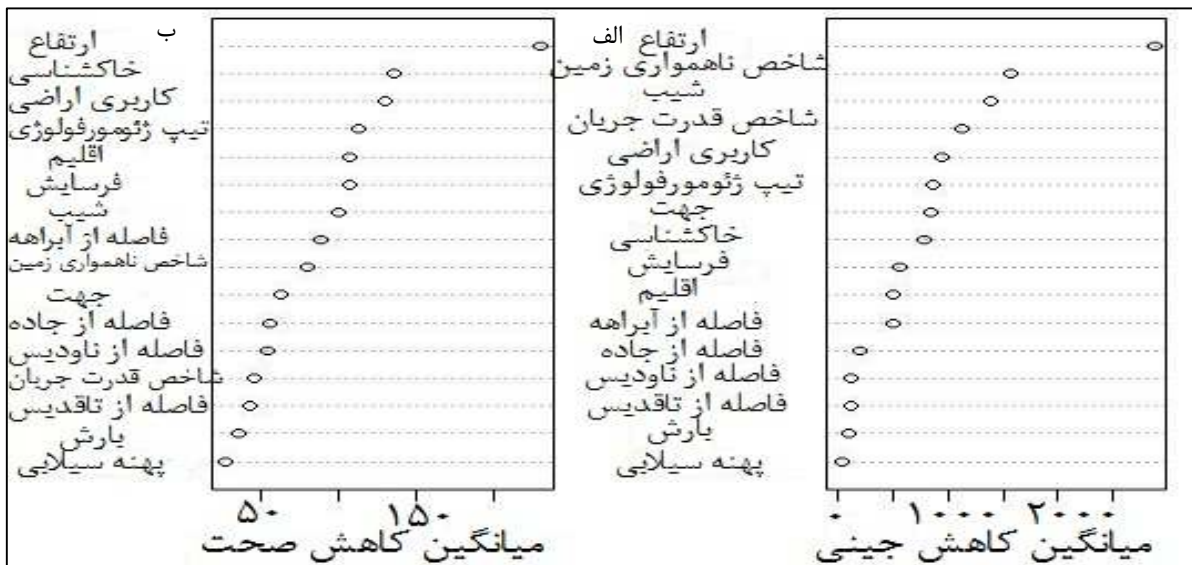 الف
ارتفاع
شاخص ناهمواری زمین
شیب
شاخص قدرت جریان
کاربری اراضی
تیپ ژئومورفولوژی
جهت
خاکشناسی
فرسایش
اقلیم
فاصله از آبراهه
فاصله از جاده
فاصله از ناودیس
فاصله از تاقدیس
بارش
پهنه سیلابی
۰ ۱۰۰۰ ۲۰۰۰
میانگین کاهش جینی
ب
ارتفاع
خاکشناسی
کاربری اراضی
تیپ ژئومورفولوژی
اقلیم
فرسایش
شیب
فاصله از آبراهه
شاخص ناهمواری زمین
جهت
فاصله از جاده
فاصله از ناودیس
شاخص قدرت جریان
فاصله از تاقدیس
بارش
پهنه سیلابی
۵۰ ۱۵۰
میانگین کاهش صحت